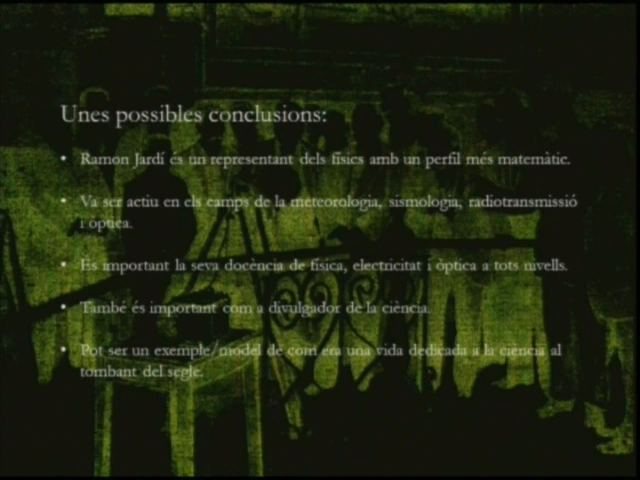 Unes possibles conclusions:
• Ramon Jardí és un representant dels físics amb un perfil més matemàtic.
• Va ser actiu en els camps de la meteorologia, sismologia, radiotransmissió
i òptica.
• És important la seva docència de física, electricitat i òptica a tots nivells.
• També és important com a divulgador de la ciència.
• Pot ser un exemple/model de com era una vida dedicada a la ciència al
tombant del segle.